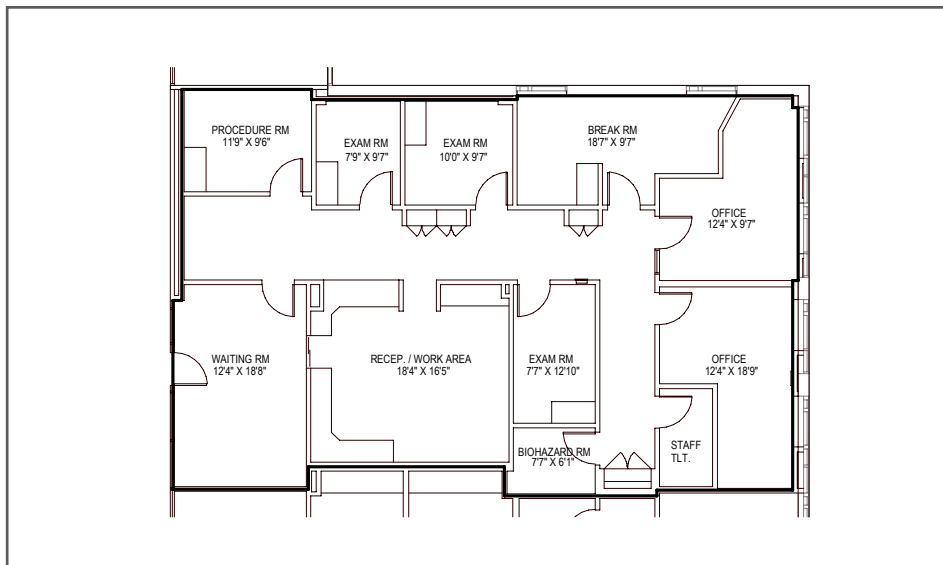 PROCEDURE RM
11'9" X 9'6"
EXAM RM
7'9" X 9'7"
EXAM RM
10'0" X 9'7"
BREAK RM
18'7" X 9'7"
OFFICE
12'4" X 9'7"
WAITING RM
12'4" X 18'8"
RECEP. / WORK AREA
18'4" X 16'5"
EXAM RM
7'7" X 12'10"
OFFICE
12'4" X 18'9"
BIOHAZARD RM
7'7" X 6'1"
STAFF
TLT.